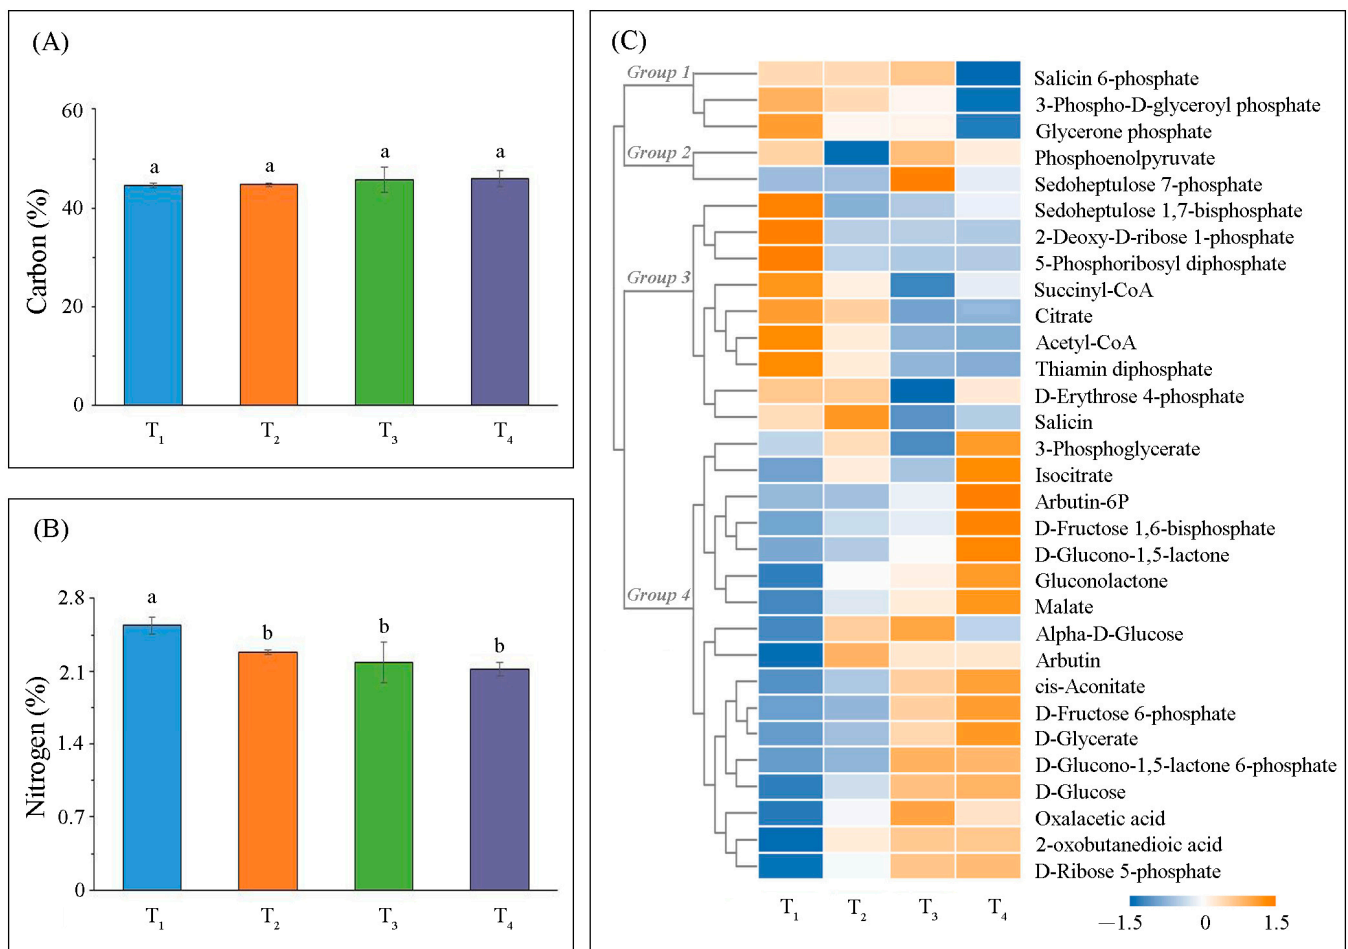 (A)
Carbon (%)
60
40
20
0
a
a
a
a
T1
T2
T3
T4
(B)
Nitrogen (%)
2.8
2.1
1.4
0.7
0
a
b
b
b
T1
T2
T3
T4
(C)
Group 1
Group 2
Group 3
Group 4
Salicin 6-phosphate
3-Phospho-D-glyceroyl phosphate
Glycerone phosphate
Phosphoenolpyruvate
Sedoheptulose 7-phosphate
Sedoheptulose 1,7-bisphosphate
2-Deoxy-D-ribose 1-phosphate
5-Phosphoribosyl diphosphate
Succinyl-CoA
Citrate
Acetyl-CoA
Thiamin diphosphate
D-Erythrose 4-phosphate
Salicin
3-Phosphoglycerate
Isocitrate
Arbutin-6P
D-Fructose 1,6-bisphosphate
D-Glucono-1,5-lactone
Gluconolactone
Malate
Alpha-D-Glucose
Arbutin
cis-Aconitate
D-Fructose 6-phosphate
D-Glycerate
D-Glucono-1,5-lactone 6-phosphate
D-Glucose
Oxalacetic acid
2-oxobutanedioic acid
D-Ribose 5-phosphate
T1
T2
T3
T4
—1.5 0 1.5